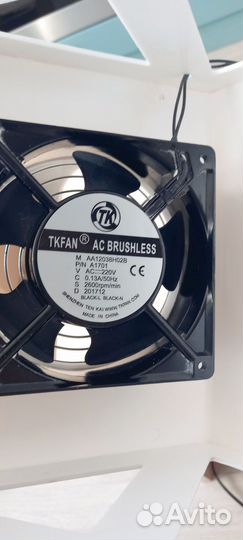 TK
TKFAN® AC BRUSHLESS
M AA12038H02B
P/N A1701
V AC 220V
C 0.13A/50Hz
S 2600rpm/min
D 201712
BLACK-L BLACK-N
CE
MADE IN CHINA
Avito